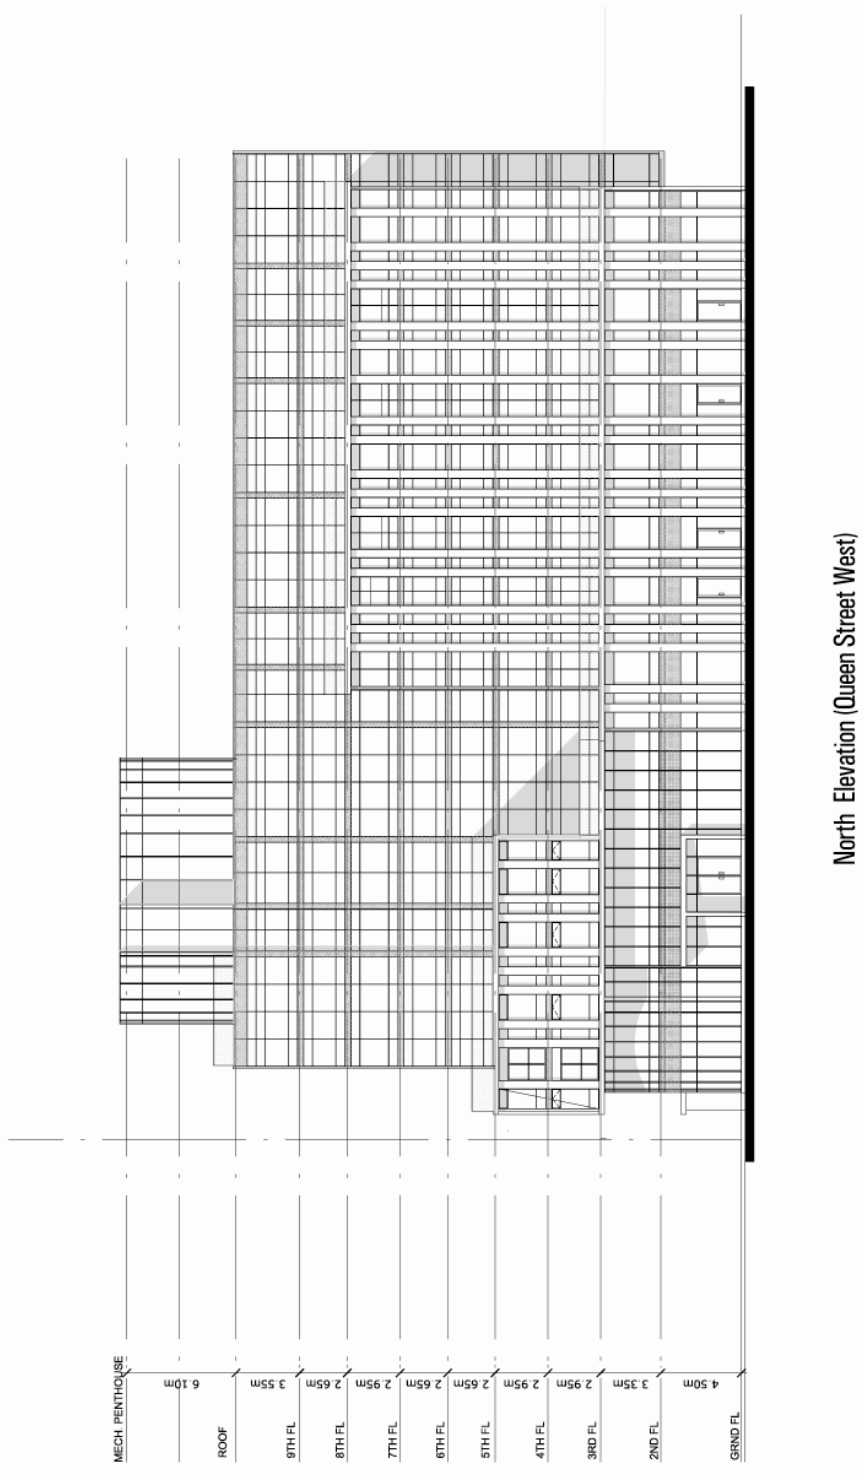 MECH. PENTHOUSE
6.10m
ROOF
3.55m
9TH FL
2.65m
8TH FL
2.95m
7TH FL
2.65m
6TH FL
2.65m
5TH FL
2.95m
4TH FL
2.95m
3RD FL
3.35m
2ND FL
4.50m
GRND FL
North Elevation (Queen Street West)